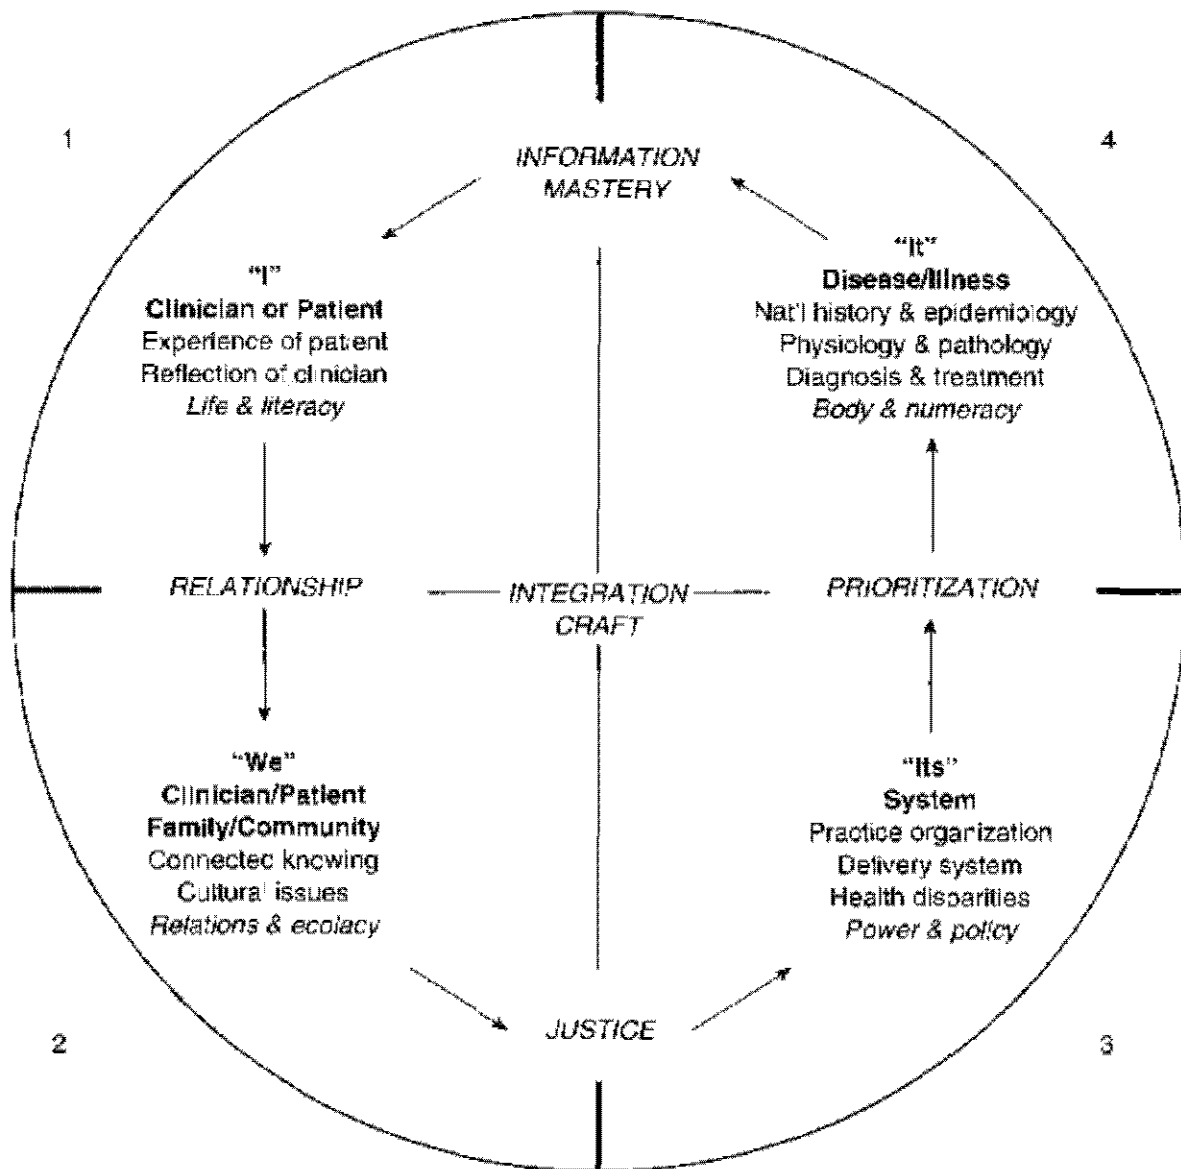 1
4
INFORMATION
MASTERY
"I"
Clinician or Patient
Experience of patient
Reflection of clinician
Life & literacy
"It"
Disease/Illness
Nat'l history & epidemiology
Physiology & pathology
Diagnosis & treatment
Body & numeracy
RELATIONSHIP
INTEGRATION
CRAFT
PRIORITIZATION
"We"
Clinician/Patient
Family/Community
Connected knowing
Cultural issues
Relations & ecolacy
"Its"
System
Practice organization
Delivery system
Health disparities
Power & policy
JUSTICE
2
3